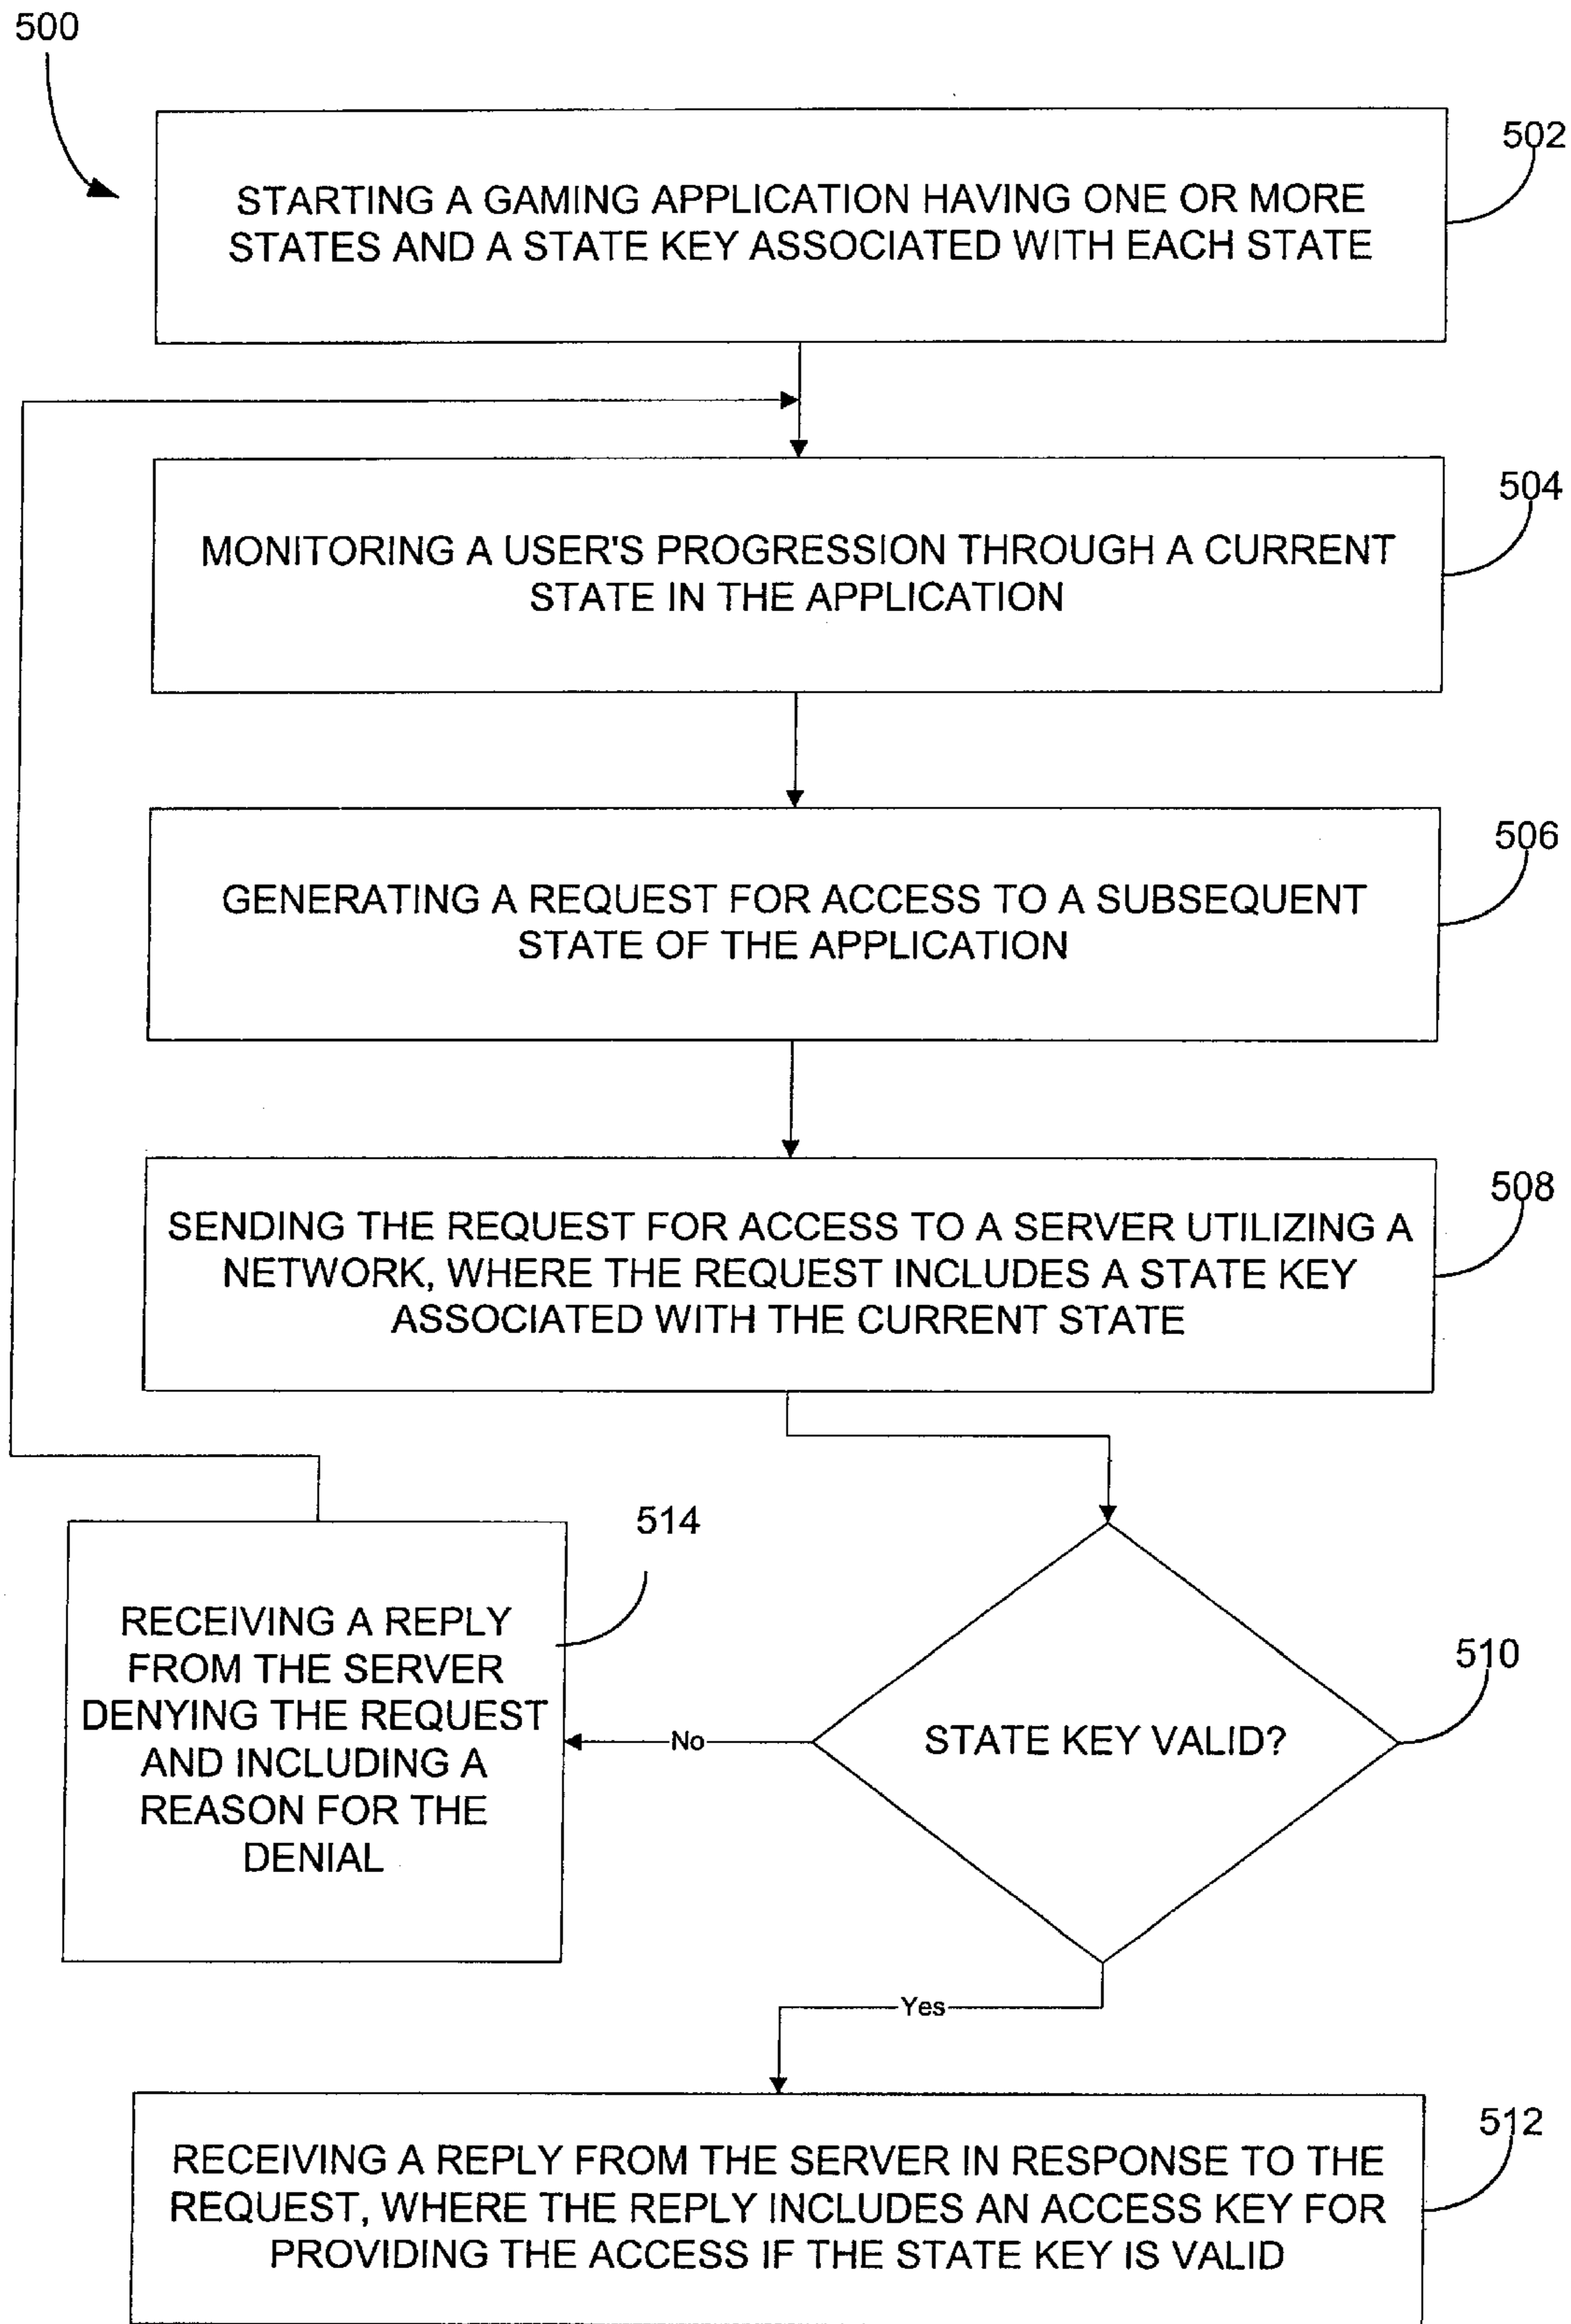 500
502
STARTING A GAMING APPLICATION HAVING ONE OR MORE
STATES AND A STATE KEY ASSOCIATED WITH EACH STATE
504
MONITORING A USER'S PROGRESSION THROUGH A CURRENT
STATE IN THE APPLICATION
506
GENERATING A REQUEST FOR ACCESS TO A SUBSEQUENT
STATE OF THE APPLICATION
508
SENDING THE REQUEST FOR ACCESS TO A SERVER UTILIZING A
NETWORK, WHERE THE REQUEST INCLUDES A STATE KEY
ASSOCIATED WITH THE CURRENT STATE
514
RECEIVING A REPLY
FROM THE SERVER
DENYING THE REQUEST
AND INCLUDING A
REASON FOR THE
DENIAL
No
510
STATE KEY VALID?
Yes
512
RECEIVING A REPLY FROM THE SERVER IN RESPONSE TO THE
REQUEST, WHERE THE REPLY INCLUDES AN ACCESS KEY FOR
PROVIDING THE ACCESS IF THE STATE KEY IS VALID